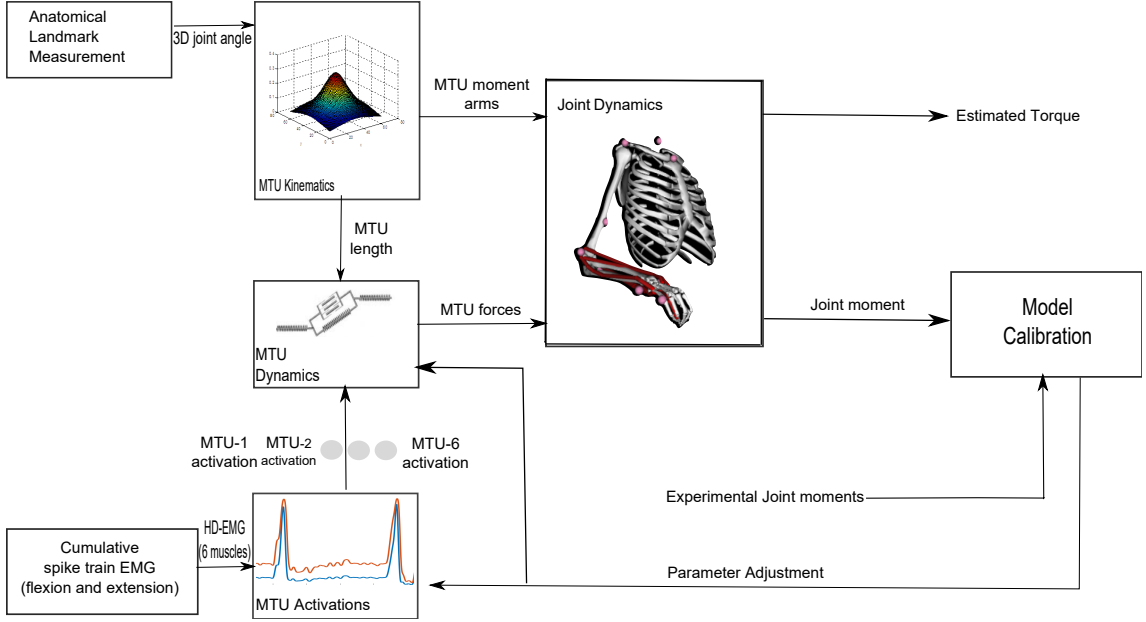 Anatomical
Landmark
Measurement
3D joint angle
MTU Kinematics
MTU moment
arms
Joint Dynamics
Estimated Torque
MTU
length
MTU forces
MTU
Dynamics
Joint moment
Model
Calibration
MTU-1
activation
MTU-2
activation
MTU-6
activation
Experimental Joint moments
HD-EMG
(6 muscles)
Cumulative
spike train EMG
(flexion and extension)
MTU Activations
Parameter Adjustment